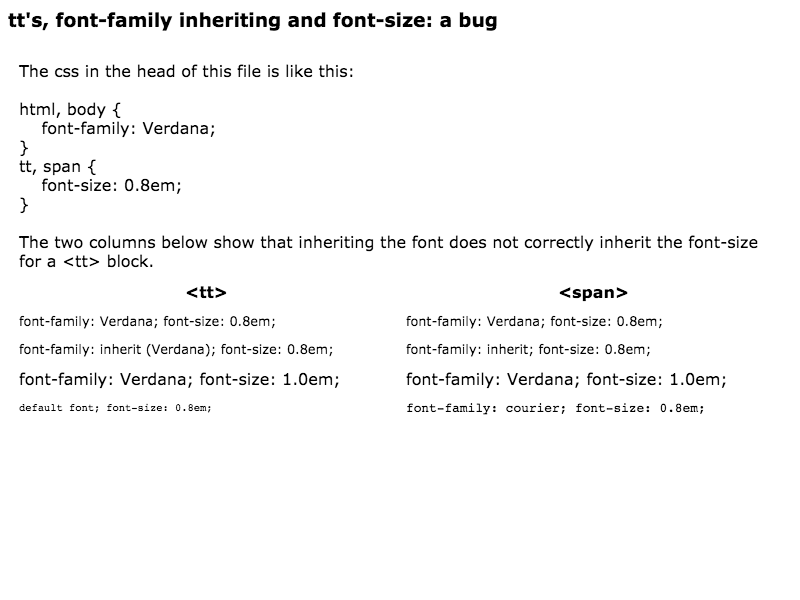 tt's, font-family inheriting and font-size: a bug
The css in the head of this file is like this:
html, body {
font-family: Verdana;
}
tt, span {
font-size: 0.8em;
}
The two columns below show that inheriting the font does not correctly inherit the font-size
for a <tt> block.
<tt> <span>
font-family: Verdana; font-size: 0.8em; font-family: Verdana; font-size: 0.8em;
font-family: inherit (Verdana); font-size: 0.8em; font-family: inherit; font-size: 0.8em;
font-family: Verdana; font-size: 1.0em; font-family: Verdana; font-size: 1.0em;
default font; font-size: 0.8em; font-family: courier; font-size: 0.8em;